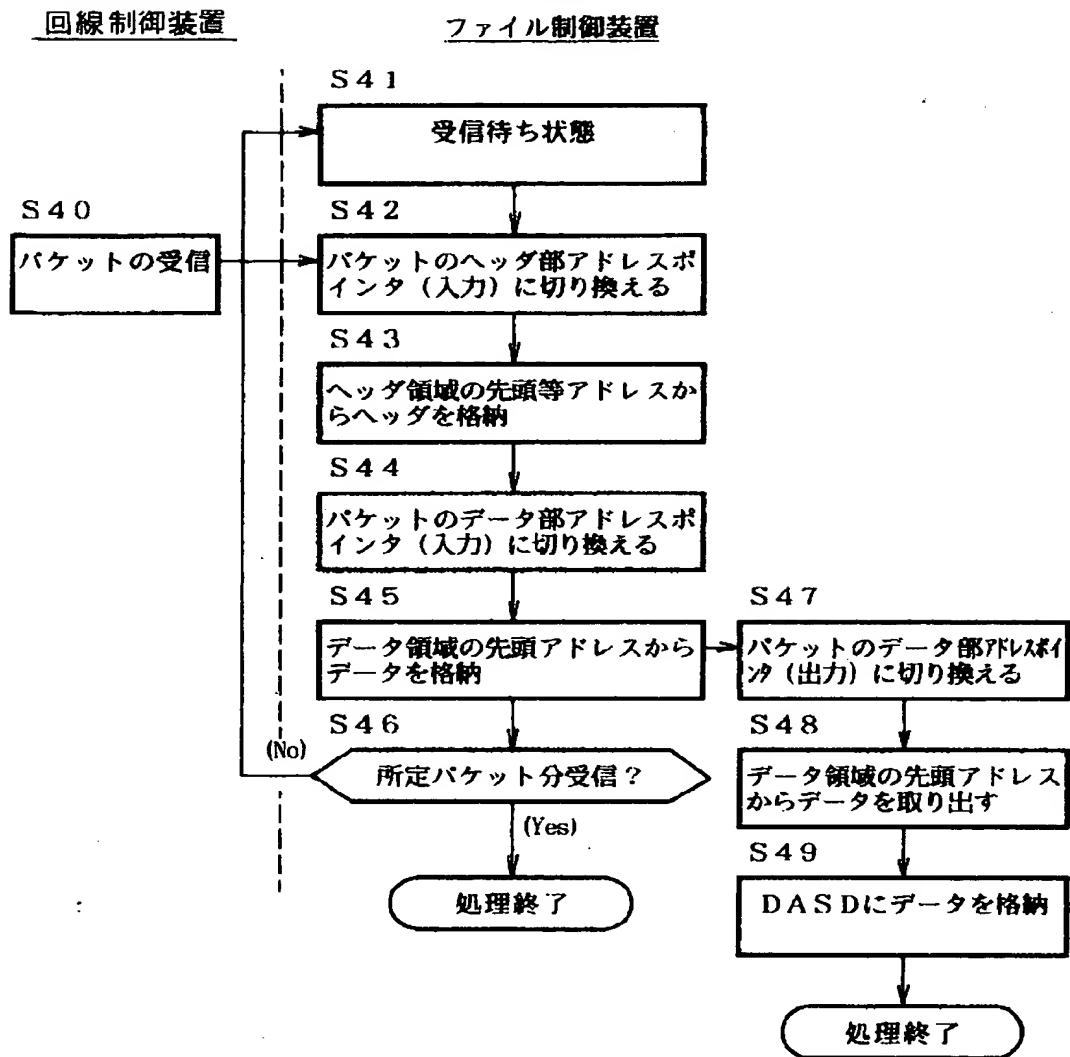 回線制御装置
ファイル制御装置
S41
受信待ち状態
S40
パケットの受信
S42
パケットのヘッダ部アドレスポ
インタ（入力）に切り換える
S43
ヘッダ領域の先頭等アドレスか
らヘッダを格納
S44
パケットのデータ部アドレスポ
インタ（入力）に切り換える
S45
データ領域の先頭アドレスから
データを格納
S47
パケットのデータ部ｱﾄﾞﾚｽﾎﾟｲ
ﾝﾀ（出力）に切り換える
S46
(No)
所定パケット分受信？
(Yes)
処理終了
S48
データ領域の先頭アドレス
からデータを取り出す
S49
DASDにデータを格納
処理終了